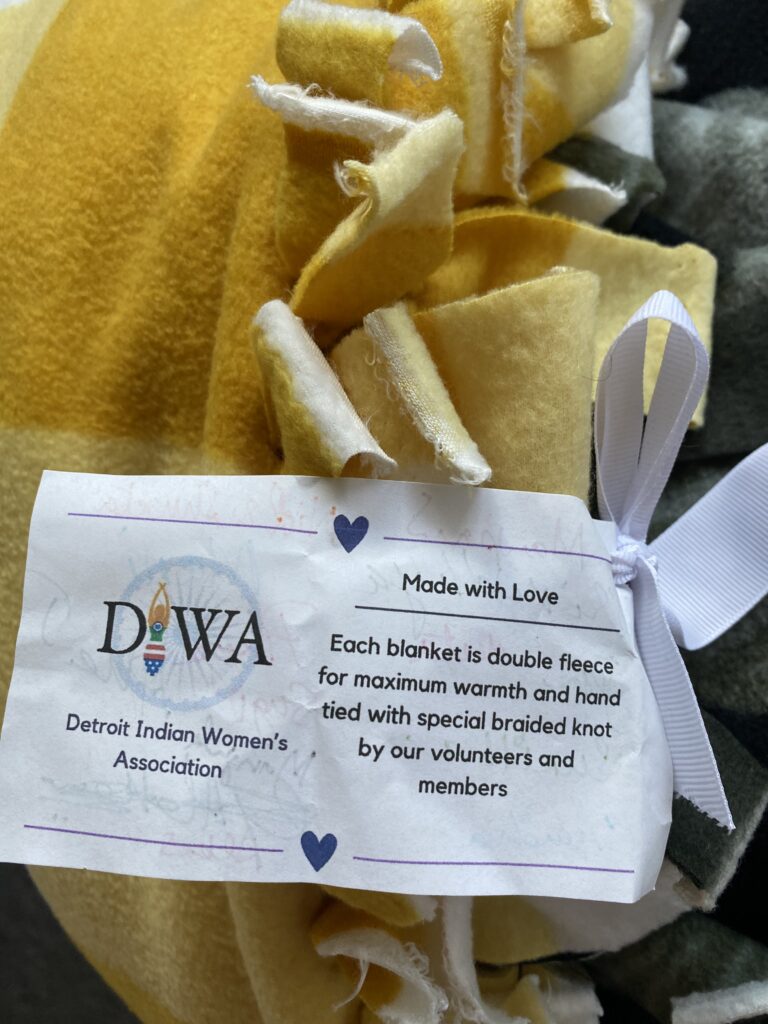 DIWA
Detroit Indian Women's
Association
Made with Love
Each blanket is double fleece
for maximum warmth and hand
tied with special braided knot
by our volunteers and
members